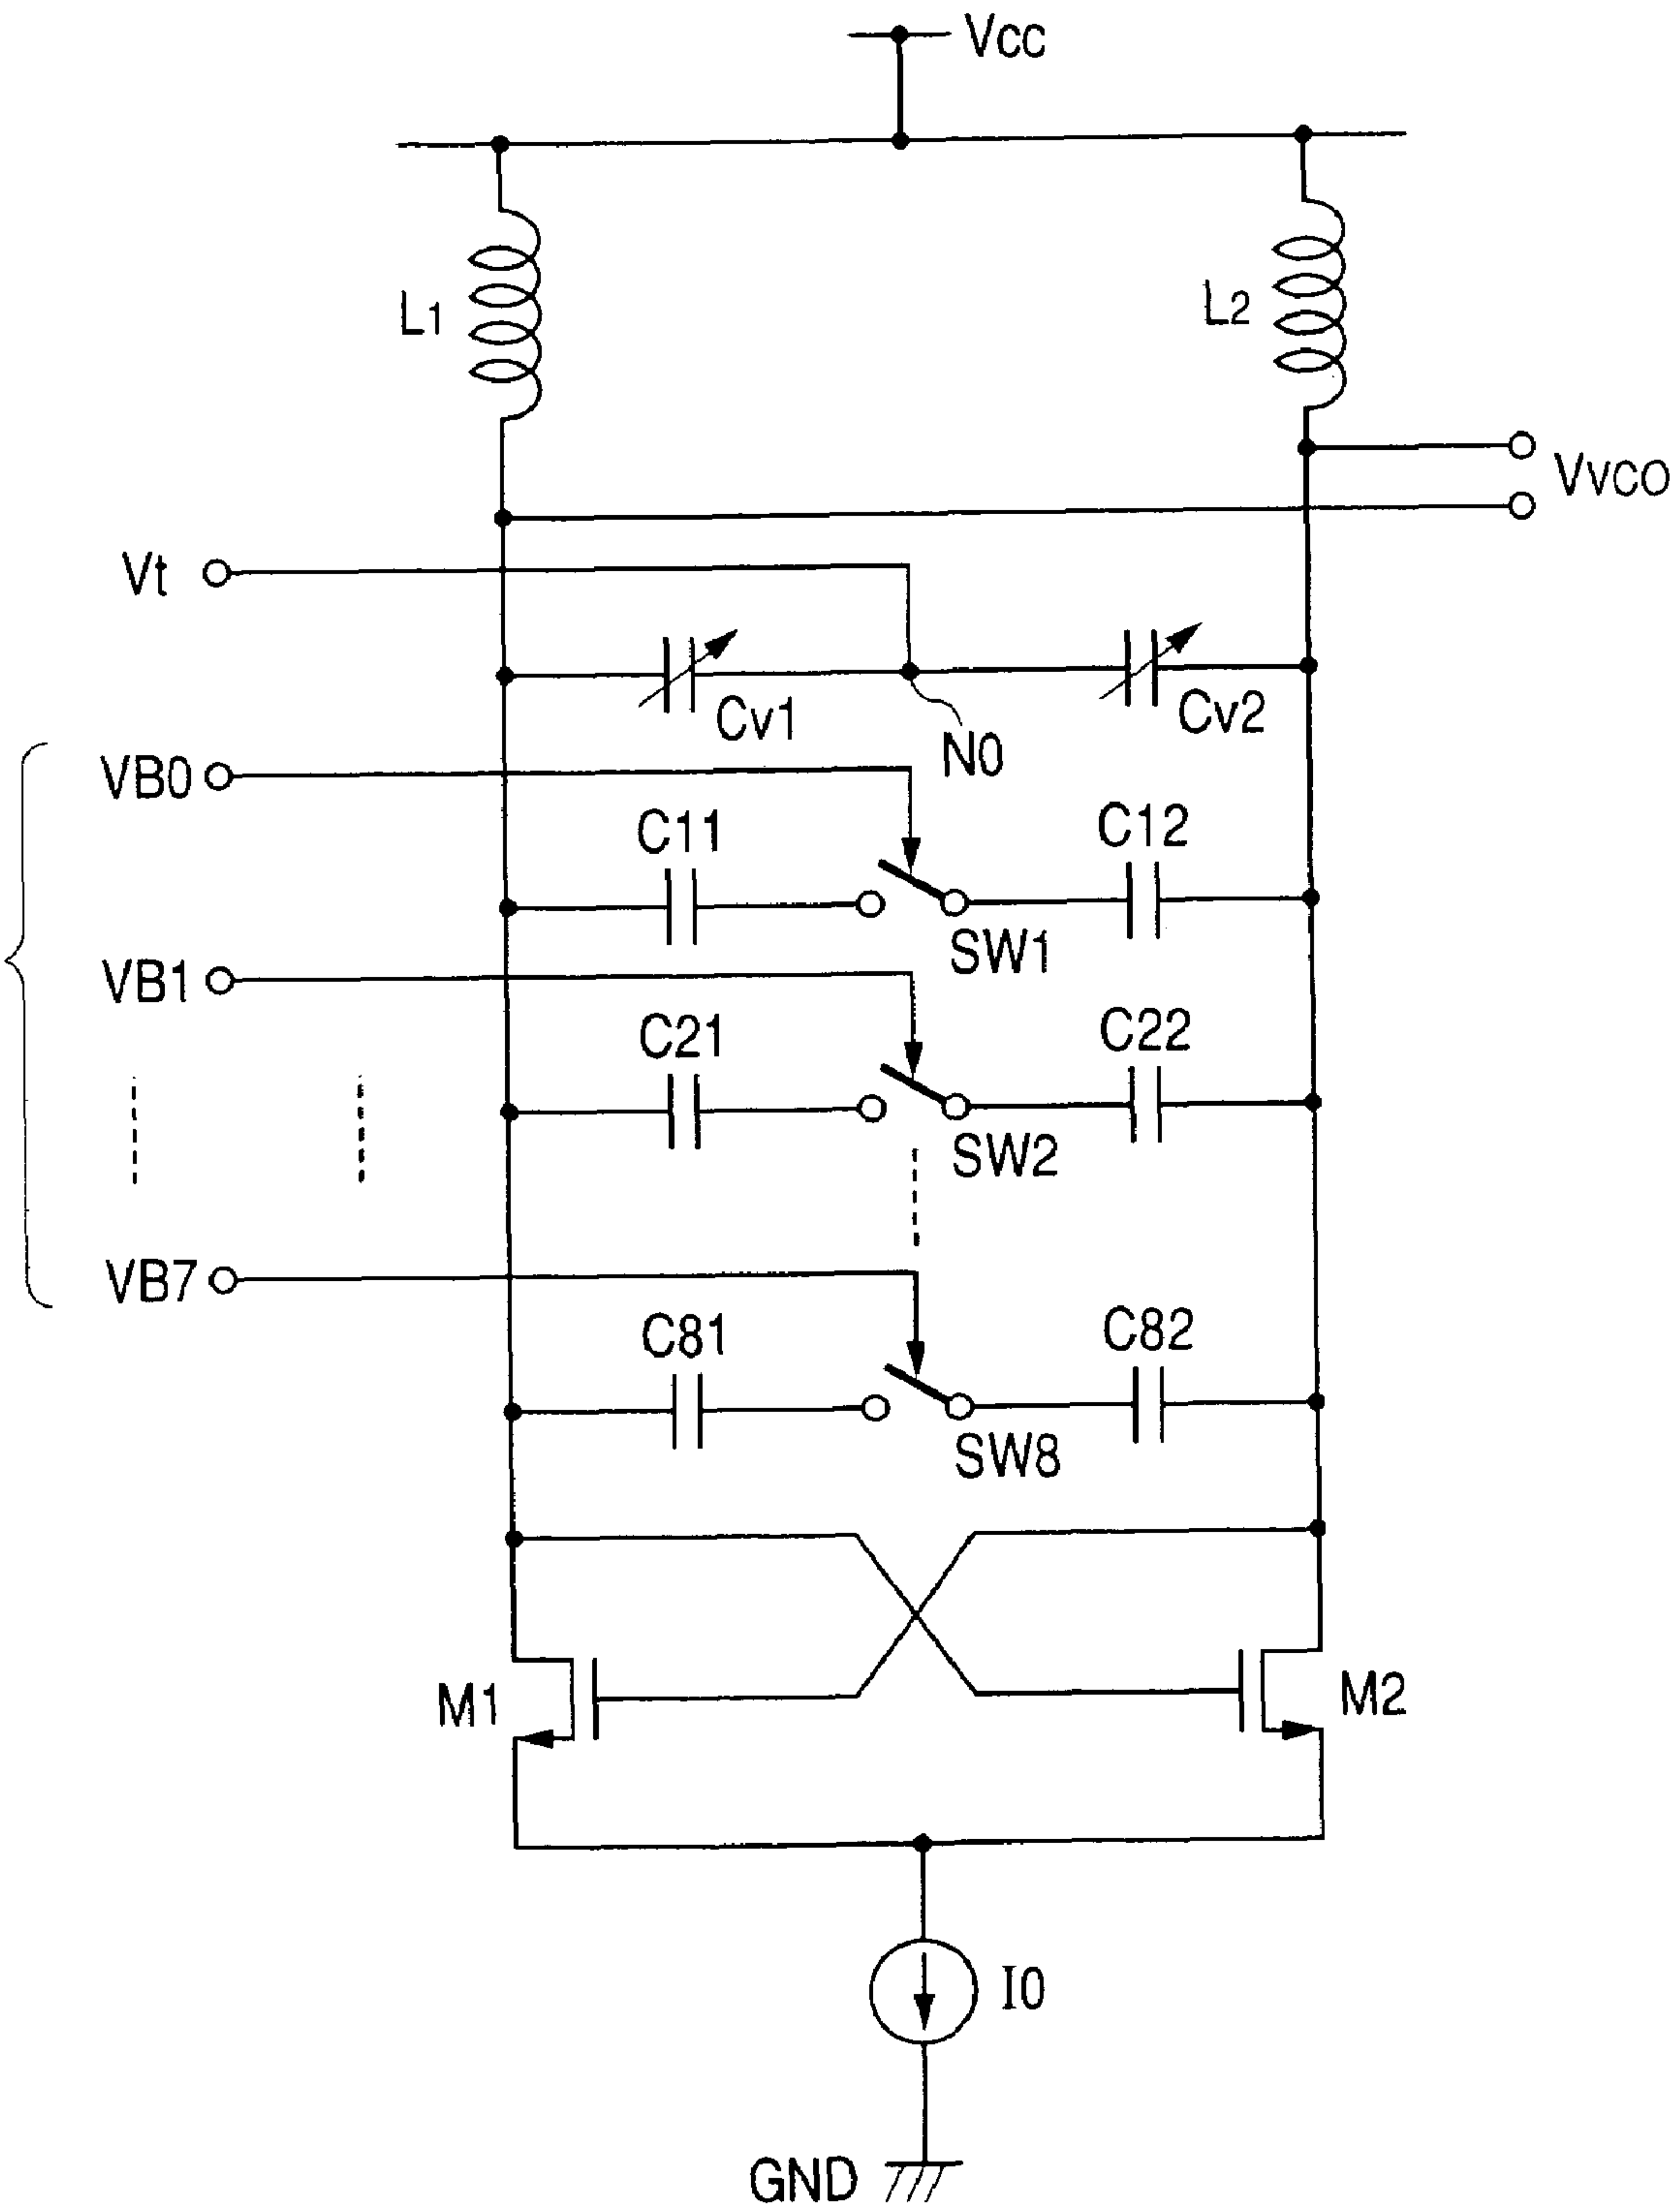 Vcc
L1
L2
Vvco
Vt
Cv1
Cv2
N0
VB0
C11
C12
SW1
VB1
C21
C22
SW2
VB7
C81
C82
SW8
M1
M2
I0
GND